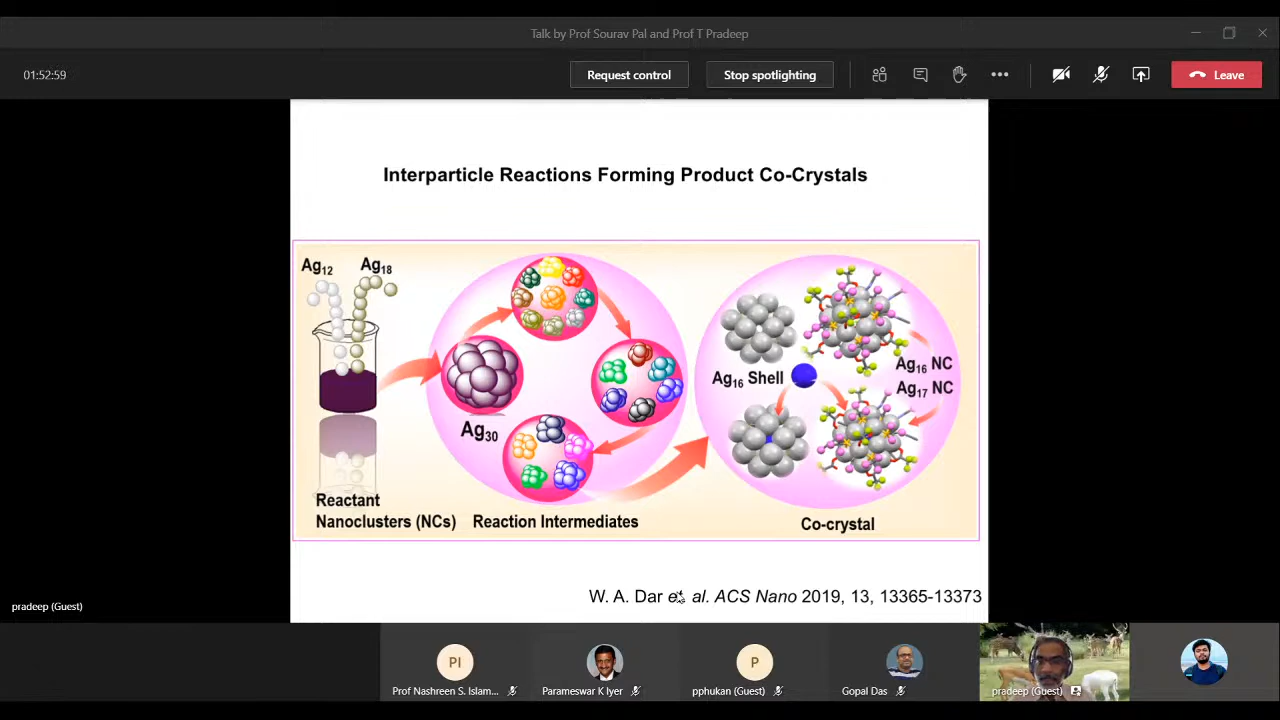 Talk by Prof Sourav Pal and Prof T Pradeep
01:52:59
Request control
Stop spotlighting
Leave
Interparticle Reactions Forming Product Co-Crystals
Ag12
Ag18
Ag30
Ag16 Shell
Ag16 NC
Ag17 NC
Reactant
Nanoclusters (NCs)
Reaction Intermediates
Co-crystal
W. A. Dar et. al. ACS Nano 2019, 13, 13365-13373
pradeep (Guest)
PI
Prof Nashreen S. Islam...
Parameswar K Iyer
P
pphukan (Guest)
Gopal Das
pradeep (Guest)